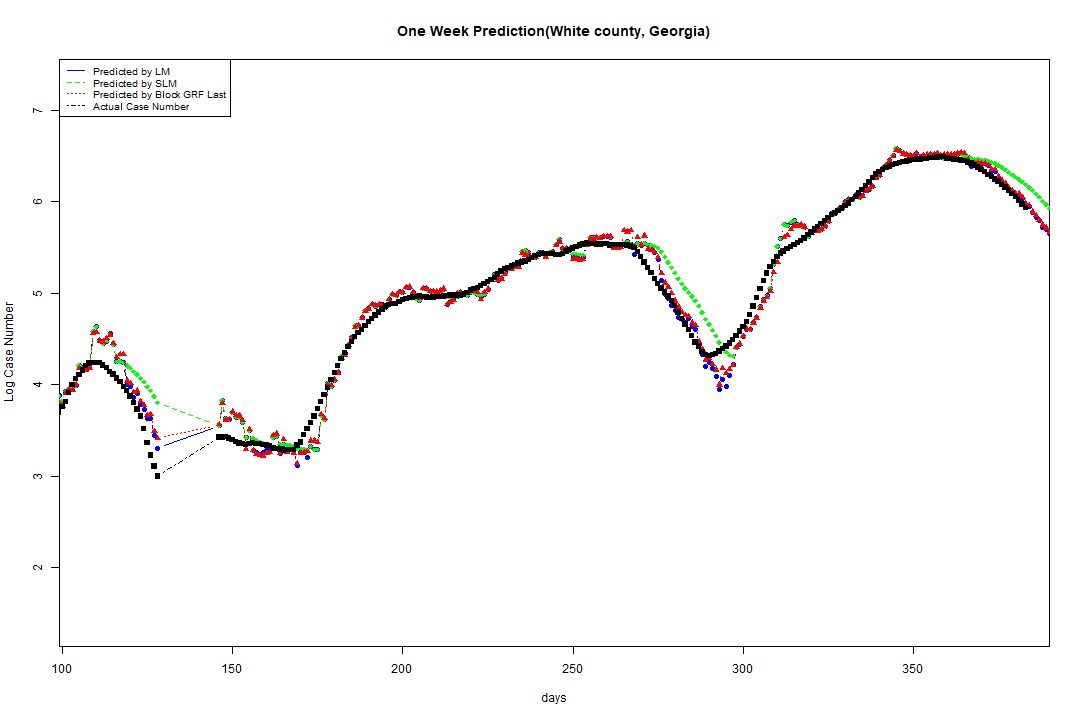 One Week Prediction(White county, Georgia)
Predicted by LM
Predicted by SLM
Predicted by Block GRF Last
Actual Case Number
Log Case Number
7
6
5
4
3
2
100 150 200 250 300 350
days